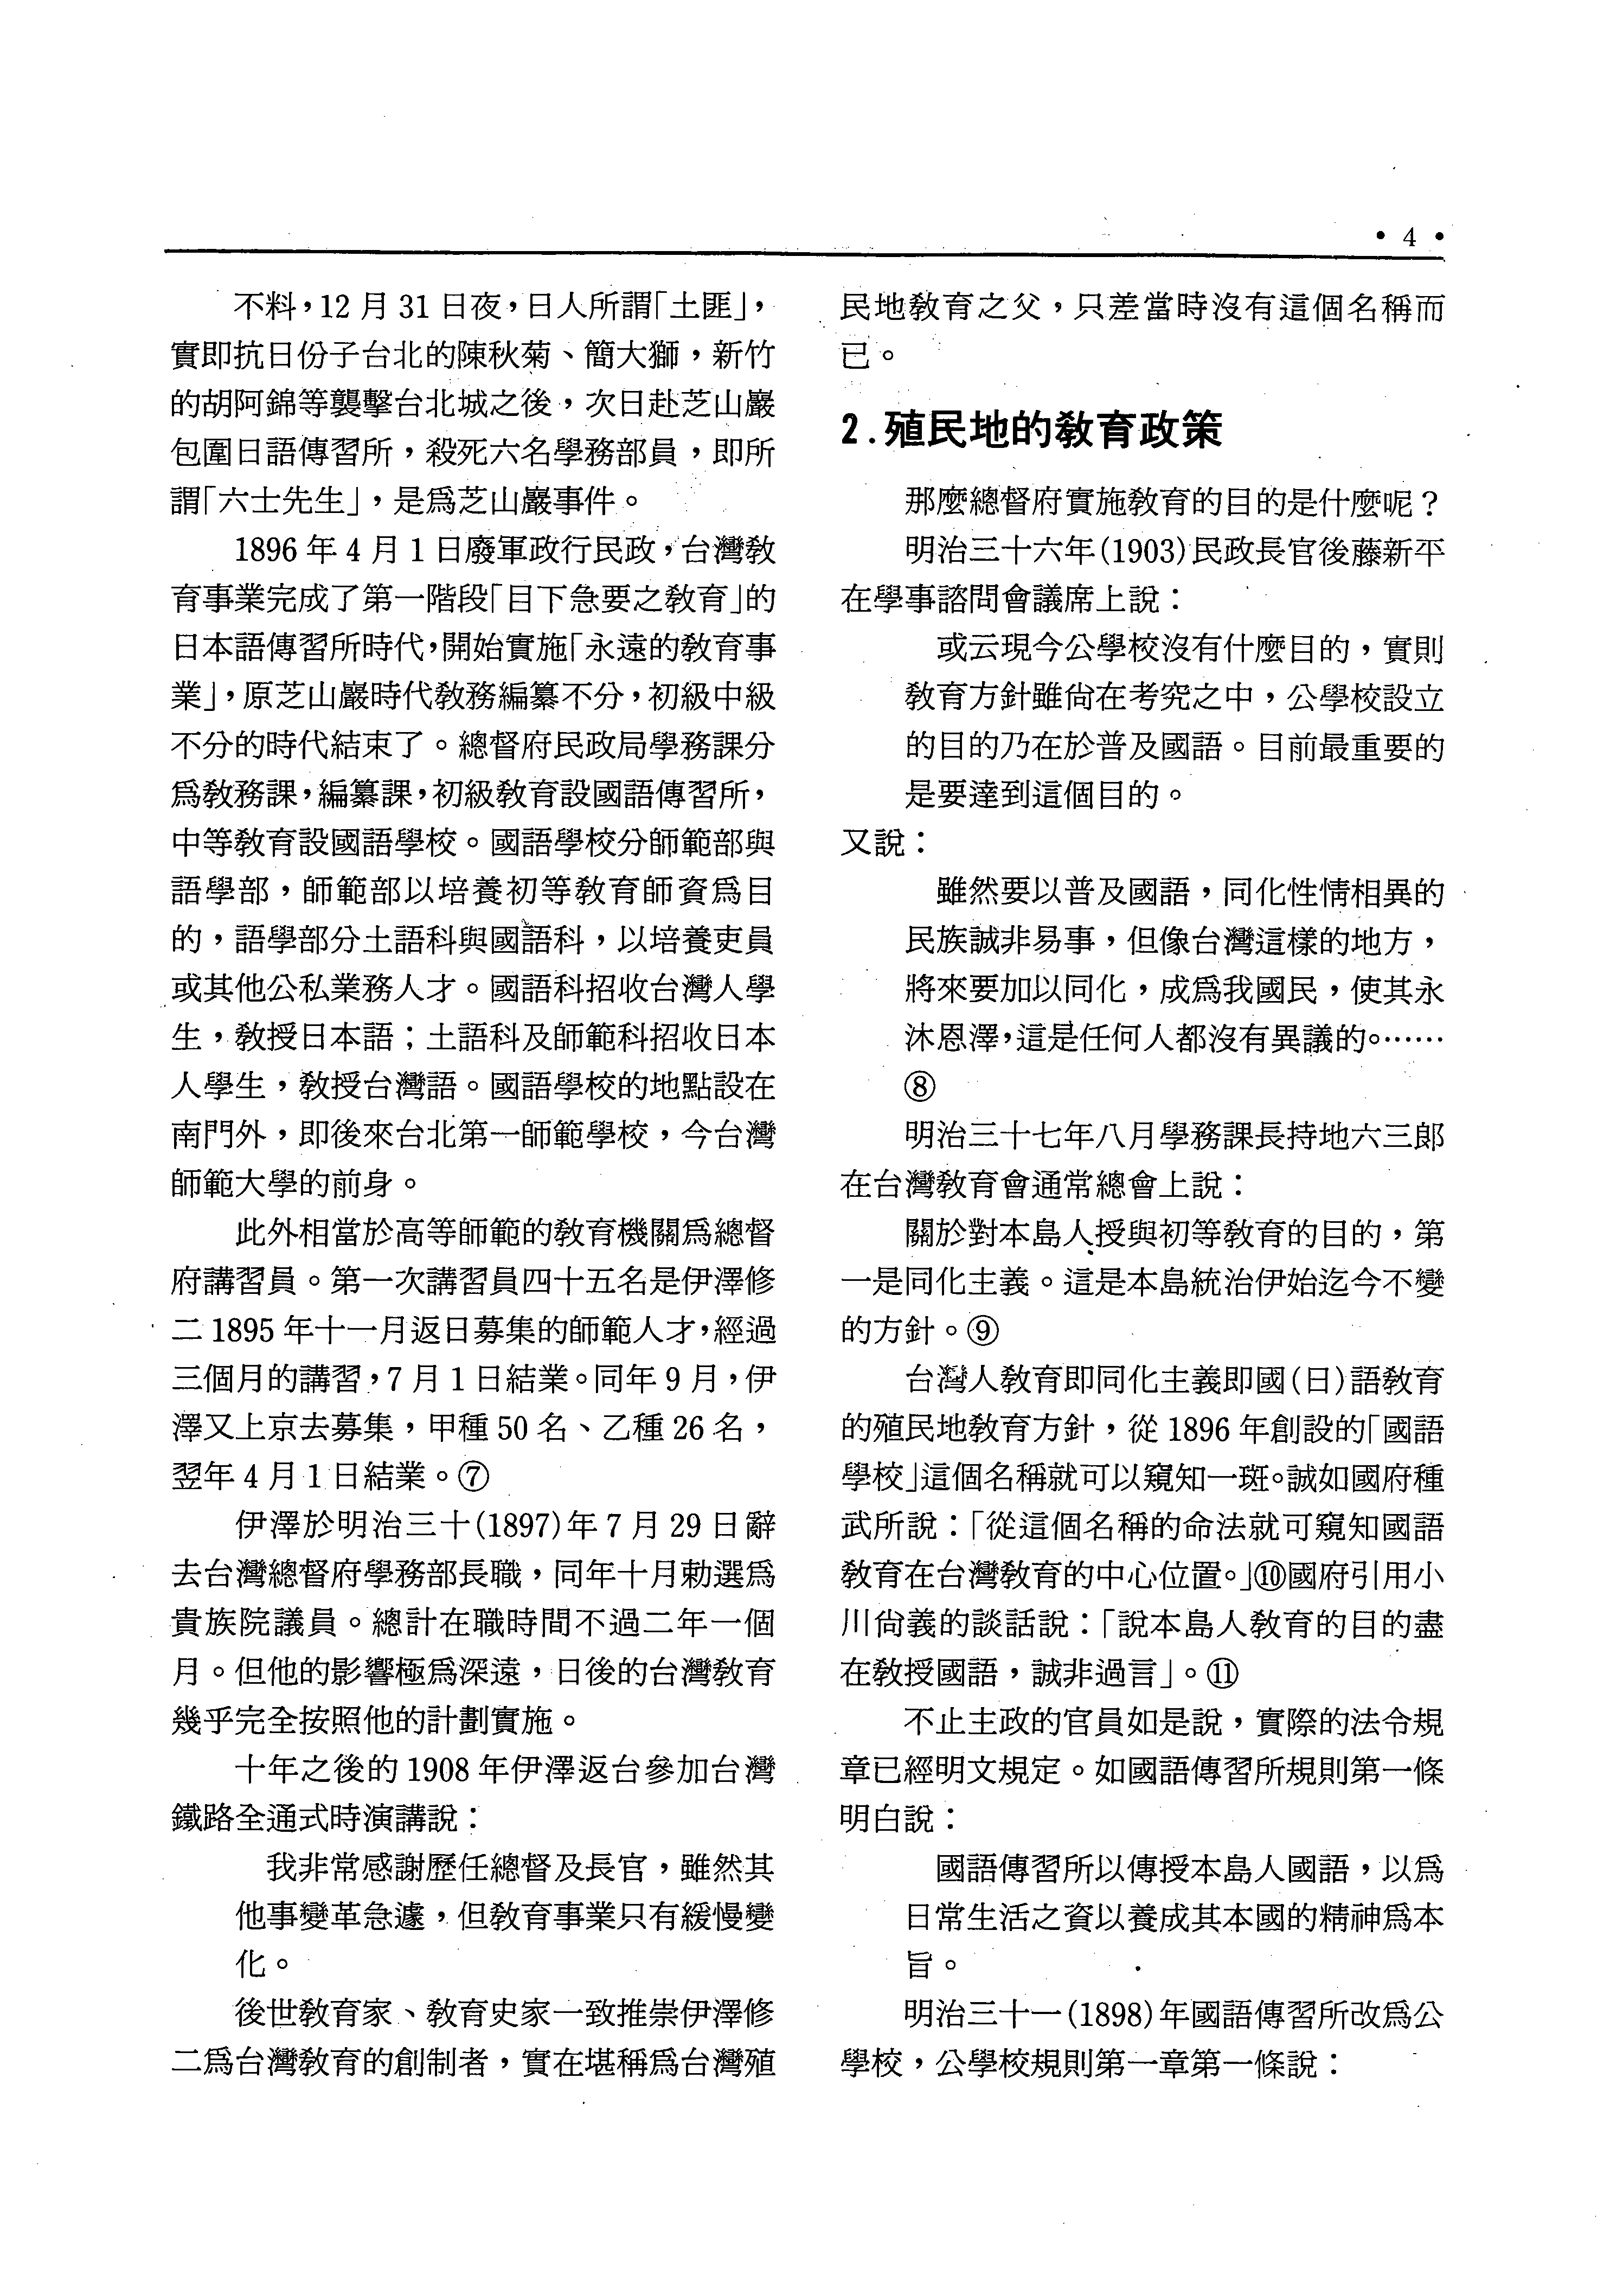 • 4 •
不料，12 月 31 日夜，日人所謂「土匪」，
實即抗日份子台北的陳秋菊、簡大獅，新竹
的胡阿錦等襲擊台北城之後，次日赴芝山巖
包圍日語傳習所，殺死六名學務部員，即所
謂「六士先生」，是爲芝山巖事件。
1896 年 4 月 1 日廢軍政行民政，台灣教
育事業完成了第一階段「目下急要之教育」的
日本語傳習所時代，開始實施「永遠的教育事
業」，原芝山巖時代教務編纂不分，初級中級
不分的時代結束了。總督府民政局學務課分
爲教務課，編纂課，初級教育設國語傳習所，
中等教育設國語學校。國語學校分師範部與
語學部，師範部以培養初等教育師資爲目
的，語學部分土語科與國語科，以培養吏員
或其他公私業務人才。國語科招收台灣人學
生，教授日本語；土語科及師範科招收日本
人學生，教授台灣語。國語學校的地點設在
南門外，即後來台北第一師範學校，今台灣
師範大學的前身。
此外相當於高等師範的教育機關爲總督
府講習員。第一次講習員四十五名是伊澤修
二 1895 年十一月返日募集的師範人才，經過
三個月的講習，7 月 1 日結業。同年 9 月，伊
澤又上京去募集，甲種 50 名、乙種 26 名，
翌年 4 月 1 日結業。⑦
伊澤於明治三十(1897)年 7 月 29 日辭
去台灣總督府學務部長職，同年十月勅選爲
貴族院議員。總計在職時間不過二年一個
月。但他的影響極爲深遠，日後的台灣教育
幾乎完全按照他的計劃實施。
十年之後的 1908 年伊澤返台參加台灣
鐵路全通式時演講說：
我非常感謝歷任總督及長官，雖然其
他事變革急遽，但教育事業只有緩慢變
化。
後世教育家、教育史家一致推崇伊澤修
二爲台灣教育的創制者，實在堪稱爲台灣殖
民地教育之父，只差當時沒有這個名稱而
已。
2.殖民地的教育政策
那麼總督府實施教育的目的是什麼呢？
明治三十六年(1903)民政長官後藤新平
在學事諮問會議席上說：
或云現今公學校沒有什麼目的，實則
教育方針雖尙在考究之中，公學校設立
的目的乃在於普及國語。目前最重要的
是要達到這個目的。
又說：
雖然要以普及國語，同化性情相異的
民族誠非易事，但像台灣這樣的地方，
將來要加以同化，成爲我國民，使其永
沐恩澤，這是任何人都沒有異議的。……
⑧
明治三十七年八月學務課長持地六三郎
在台灣教育會通常總會上說：
關於對本島人授與初等教育的目的，第
一是同化主義。這是本島統治伊始迄今不變
的方針。⑨
台灣人教育即同化主義即國(日)語教育
的殖民地教育方針，從 1896 年創設的「國語
學校」這個名稱就可以窺知一斑。誠如國府種
武所說：「從這個名稱的命法就可窺知國語
教育在台灣教育的中心位置。」⑩國府引用小
川尙義的談話說：「說本島人教育的目的盡
在教授國語，誠非過言」。⑪
不止主政的官員如是說，實際的法令規
章已經明文規定。如國語傳習所規則第一條
明白說：
國語傳習所以傳授本島人國語，以爲
日常生活之資以養成其本國的精神爲本
旨。
明治三十一(1898)年國語傳習所改爲公
學校，公學校規則第一章第一條說：